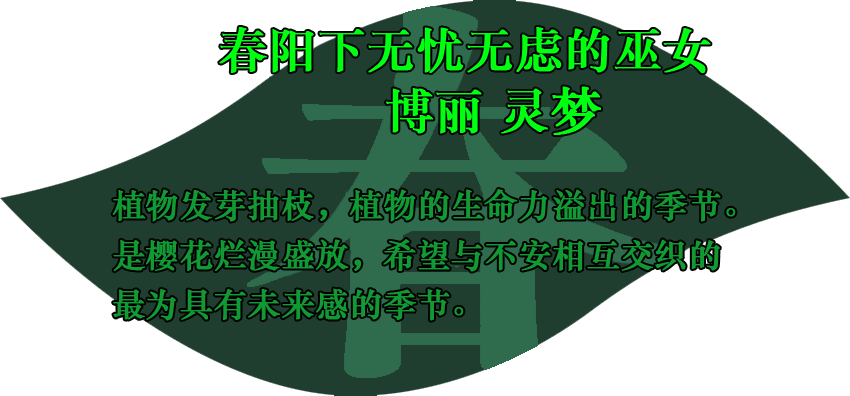 春
春阳下无忧无虑的巫女
博丽 灵梦
植物发芽抽枝，植物的生命力溢出的季节。
是樱花烂漫盛放，希望与不安相互交织的
最为具有未来感的季节。